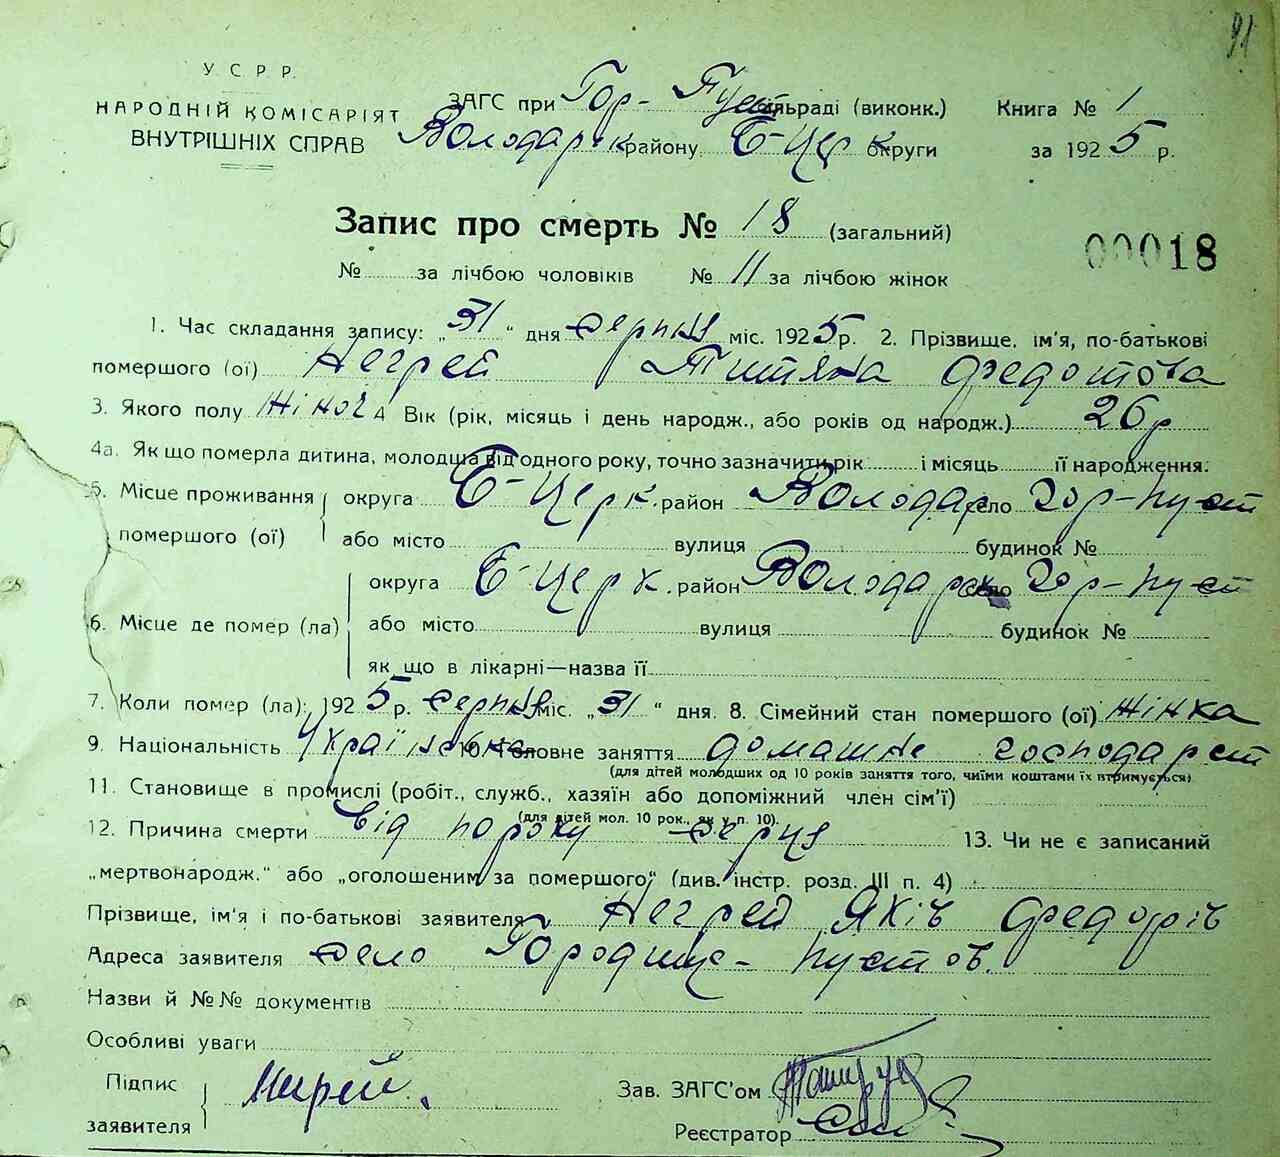 91
У С Р Р.
НАРОДНІЙ КОМІСАРІЯТ
ВНУТРІШНІХ СПРАВ
ЗАГС при Гор-Пуст сільраді (виконк.) Книга № 1
Володарк району Б-Церк округи за 1925 р.
Запис про смерть № 18 (загальний)
00018
№ за лічбою чоловіків № 11 за лічбою жінок
1. Час складання запису: „31“ дня серпня міс. 1925 р. 2. Прізвище, ім'я, по-батькові
помершого (ої) Негрей Титяна Федотова
3. Якого полу жіноч 4 Вік (рік, місяць і день народж., або років од народж.) 26 р
4а. Як що померла дитина, молодша від одного року, точно зазначити рік і місяць її народження.
5. Місце проживання помершого (ої) округа Б-Церк. район Володар село Гор-Пуст
або місто вулиця будинок №
6. Місце де помер (ла) округа Б-Церк. район Володарк село Гор-Пуст
або місто вулиця будинок №
як що в лікарні—назва її
7. Коли помер (ла): 1925 р. серпня міс. „31“ дня. 8. Сімейний стан помершого (ої) жінка
9. Національність Українка 10. Головне заняття домашнє господарст
(для дітей молодших од 10 років заняття того, чиїми коштами їх втримується)
11. Становище в промислі (робіт., служб., хазяїн або допоміжний член сім'ї)
(для дітей мол. 10 рок., як у п. 10).
12. Причина смерти від пороку серця 13. Чи не є записаний
„мертвонародж.“ або „оголошеним за помершого“ (див. інстр. розд. III п. 4)
Прізвище, ім'я і по-батькові заявителя Негрей Яків Федорів
Адреса заявителя село Городище-Пустов.
Назви й №№ документів
Особливі уваги
Підпис заявителя
Зав. ЗАГС'ом
Реєстратор